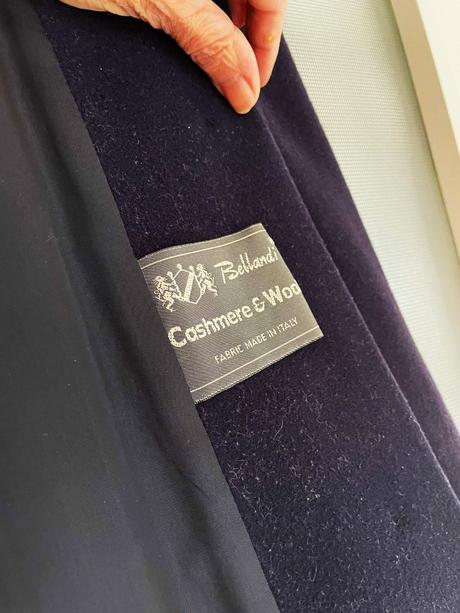 Bellandi
Cashmere & Woo
FABRIC MADE IN ITALY